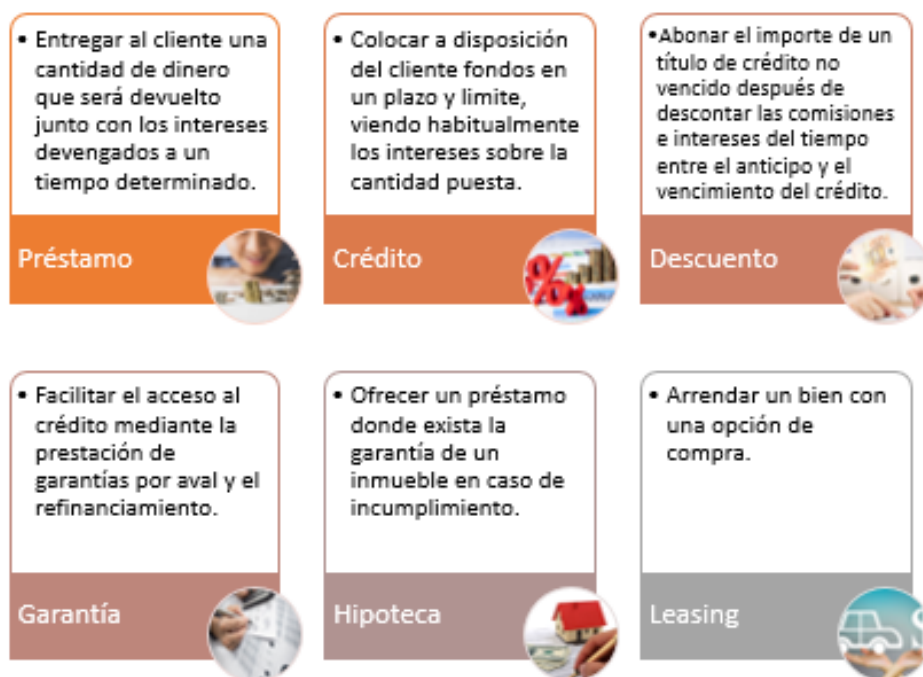 • Entregar al cliente una
cantidad de dinero
que será devuelto
junto con los intereses
devengados a un
tiempo determinado.
Préstamo
• Colocar a disposición
del cliente fondos en
un plazo y limite,
viendo habitualmente
los intereses sobre la
cantidad puesta.
Crédito
•Abonar el importe de un
título de crédito no
vencido después de
descontar las comisiones
e intereses del tiempo
entre el anticipo y el
vencimiento del crédito.
Descuento
• Facilitar el acceso al
crédito mediante la
prestación de
garantías por aval y el
refinanciamiento.
Garantía
• Ofrecer un préstamo
donde exista la
garantía de un
inmueble en caso de
incumplimiento.
Hipoteca
• Arrendar un bien con
una opción de
compra.
Leasing